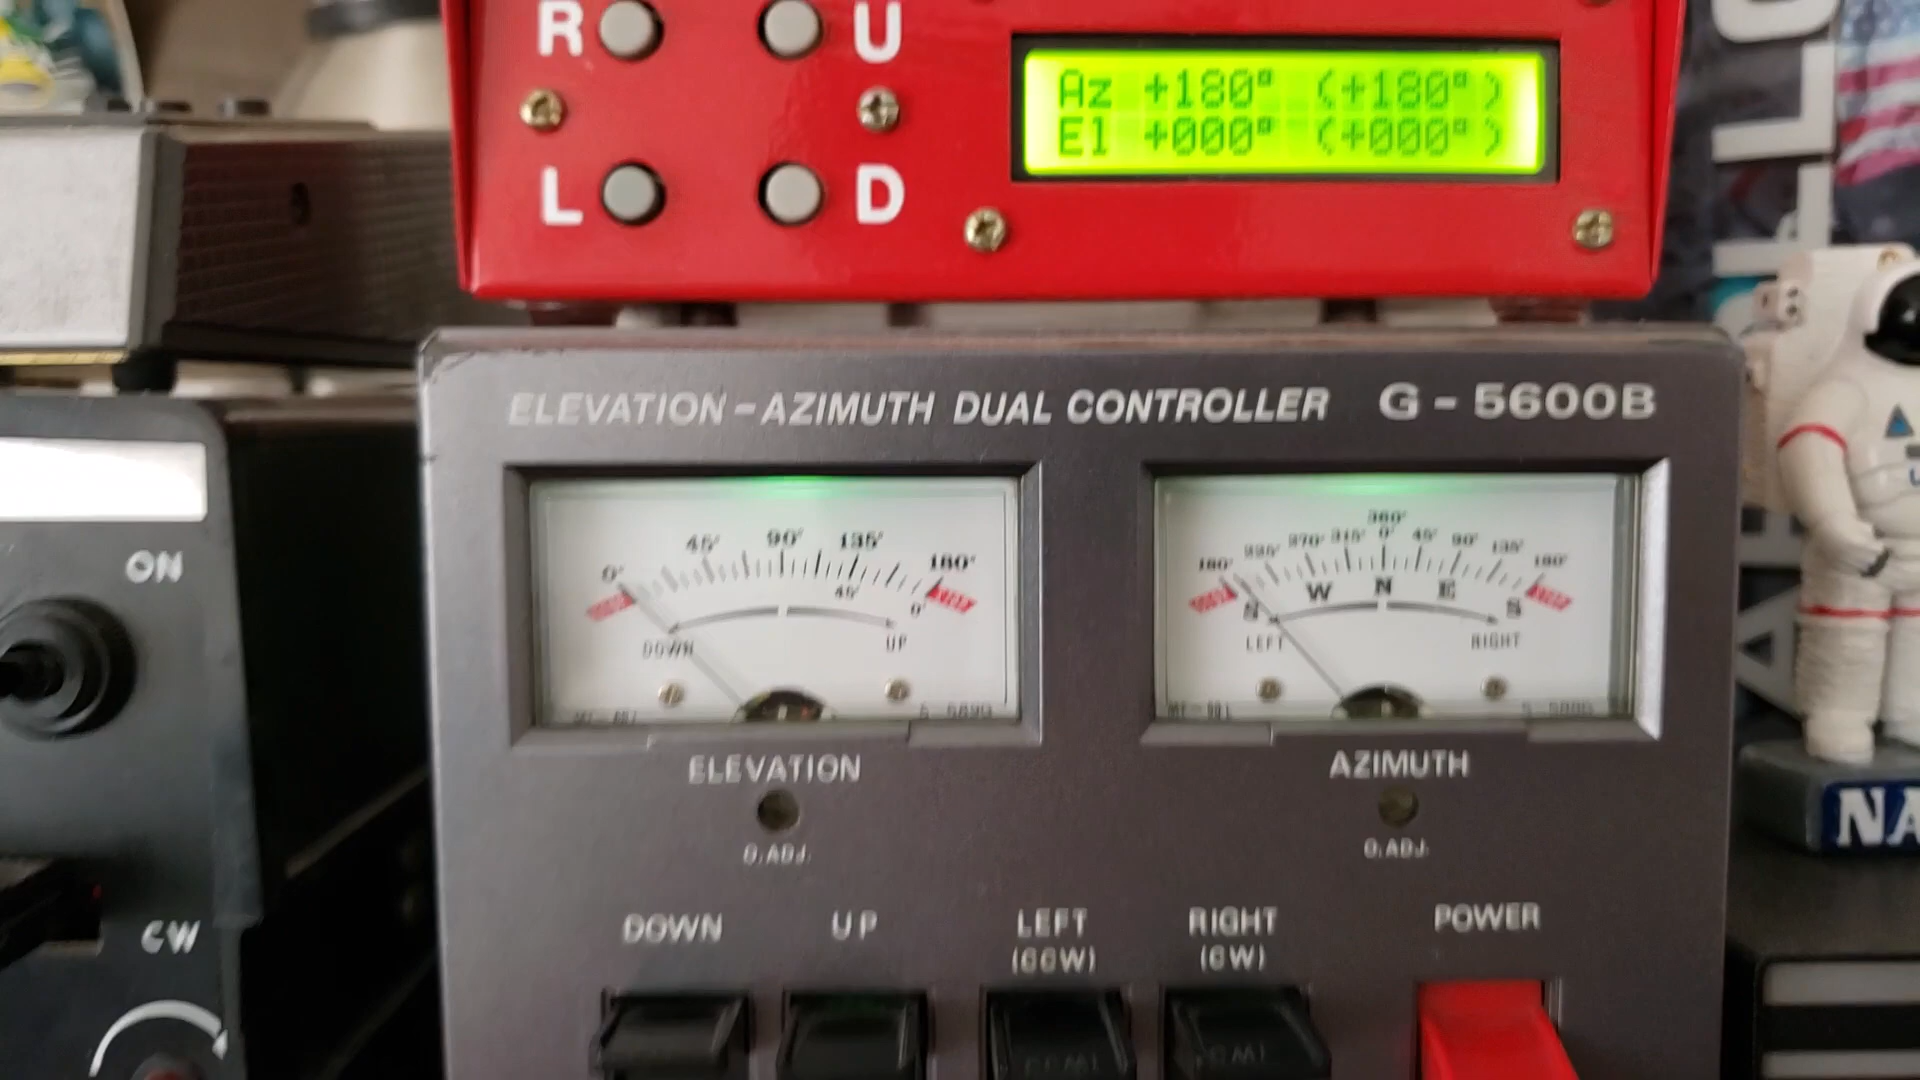 R U
Az +180° (+180°)
El +000° (+000°)
L D
ELEVATION-AZIMUTH DUAL CONTROLLER G-5600B
0° 45° 90° 135° 180°
45' 0°
DOWN UP
180° 225° 270° 315° 360° 0° 45° 90° 135° 180°
S W N E S
LEFT RIGHT
ELEVATION AZIMUTH
0.ADJ. 0.ADJ.
DOWN UP LEFT RIGHT POWER
(CCW) (CW)
ON
CW
NA